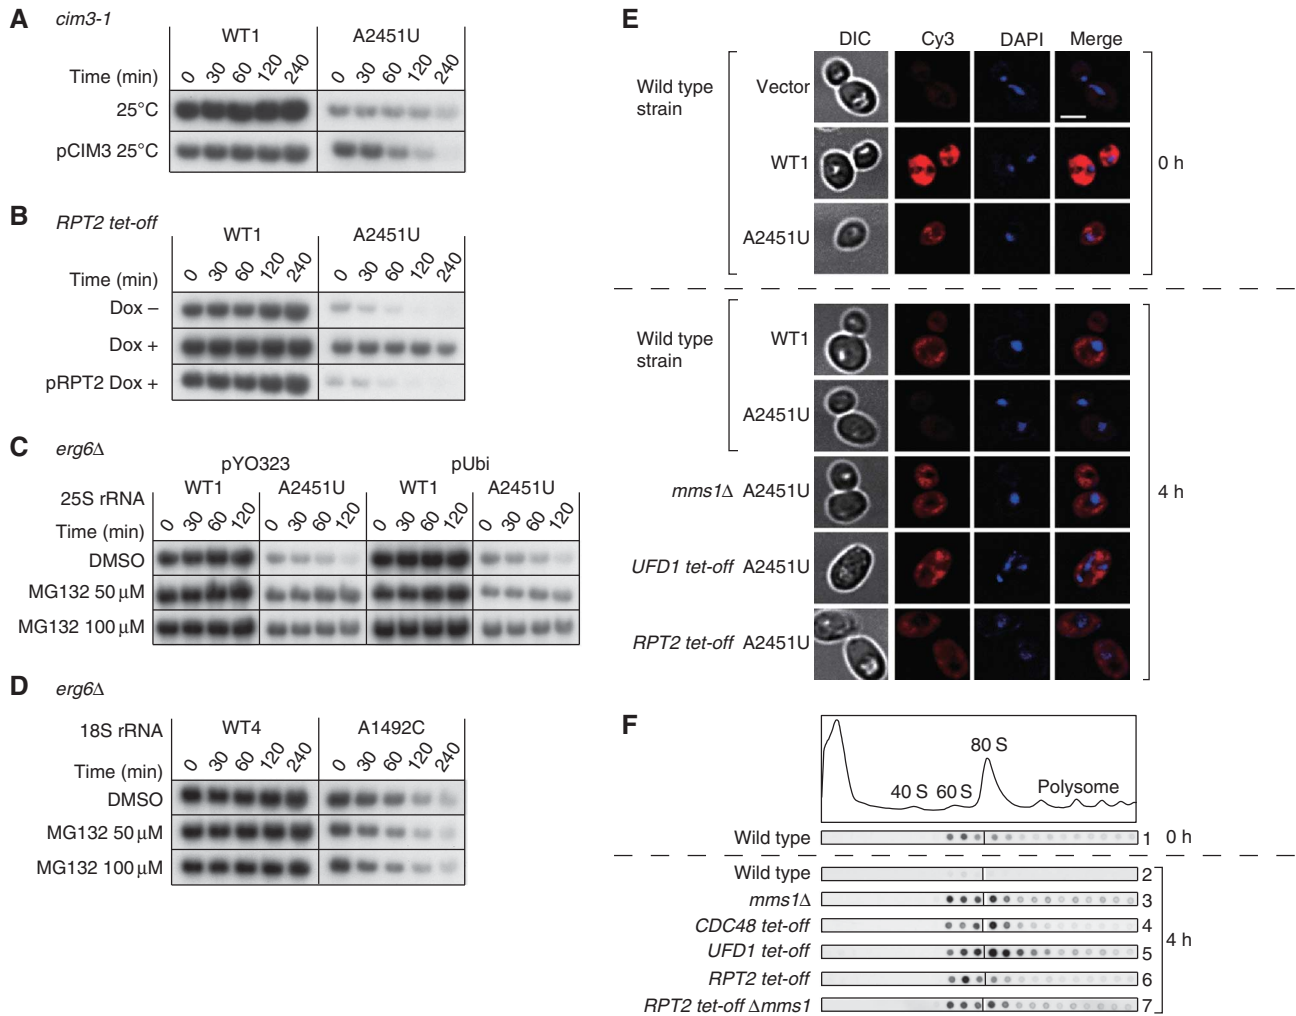 A cim3-1
WT1 A2451U
Time (min) 0 30 60 120 240 0 30 60 120 240
25°C
pCIM3 25°C
B RPT2 tet-off
WT1 A2451U
Time (min) 0 30 60 120 240 0 30 60 120 240
Dox –
Dox +
pRPT2 Dox +
C erg6Δ
pYO323 pUbi
25S rRNA WT1 A2451U WT1 A2451U
Time (min) 0 30 60 120 0 30 60 120 0 30 60 120 0 30 60 120
DMSO
MG132 50 μM
MG132 100 μM
D erg6Δ
18S rRNA WT4 A1492C
Time (min) 0 30 60 120 240 0 30 60 120 240
DMSO
MG132 50 μM
MG132 100 μM
E
DIC Cy3 DAPI Merge
Wild type strain
Vector
WT1
A2451U
0 h
Wild type strain
WT1
A2451U
mms1Δ A2451U
UFD1 tet-off A2451U
RPT2 tet-off A2451U
4 h
F
40 S 60 S 80 S Polysome
Wild type 1 0 h
Wild type 2
mms1Δ 3
CDC48 tet-off 4
UFD1 tet-off 5
RPT2 tet-off 6
RPT2 tet-off Δmms1 7
4 h